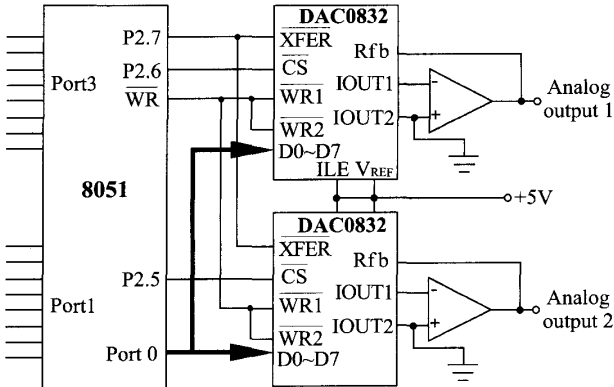 Port3
8051
Port1
P2.7
P2.6
WR
P2.5
Port 0
DAC0832
XFER
CS
WR1
WR2
D0~D7
Rfb
IOUT1
IOUT2
ILE VREF
-
+
Analog
output 1
+5V
DAC0832
XFER
CS
WR1
WR2
D0~D7
Rfb
IOUT1
IOUT2
-
+
Analog
output 2